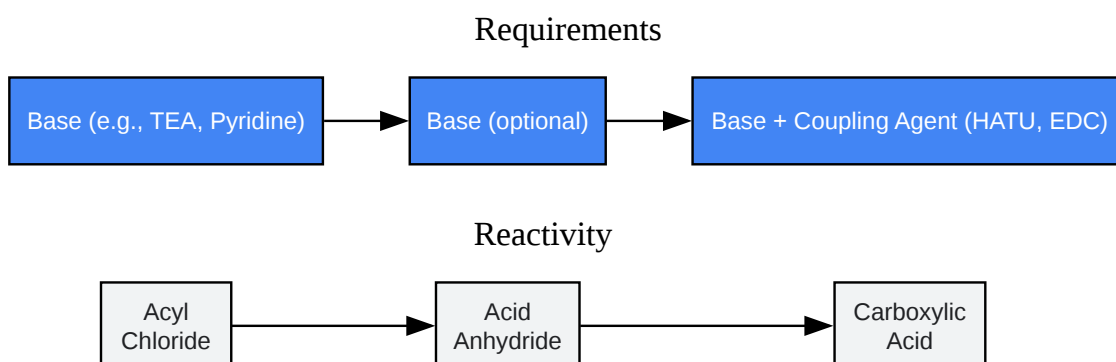 Requirements
Base (e.g., TEA, Pyridine)
Base (optional)
Base + Coupling Agent (HATU, EDC)
Reactivity
Acyl
Chloride
Acid
Anhydride
Carboxylic
Acid